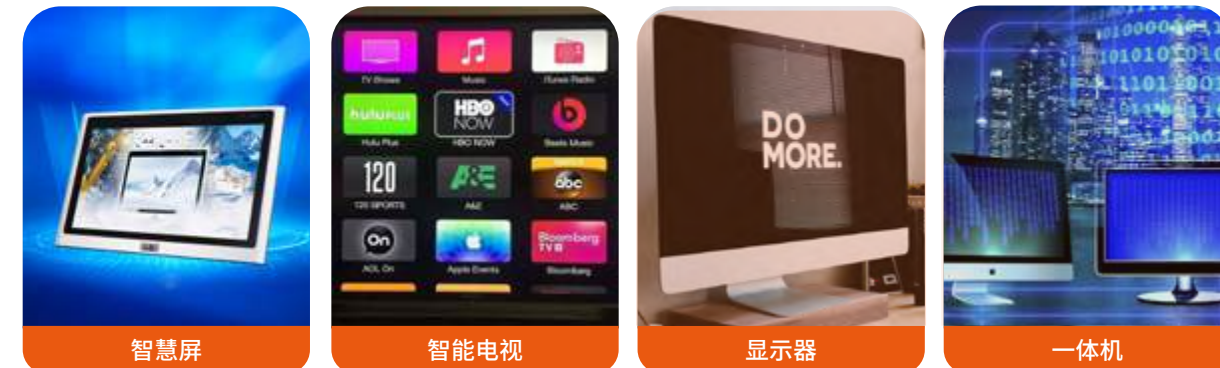 TV Shows
Music
iTunes Radio
hulu
HBO
NOW
Hulu Plus
HBO NOW
Beats Music
120
A&E
abc
120 SPORTS
A&E
ABC
On
Bloomberg
TV
AOL On
Apple Events
Bloomberg
DO
MORE.
智慧屏
智能电视
显示器
一体机